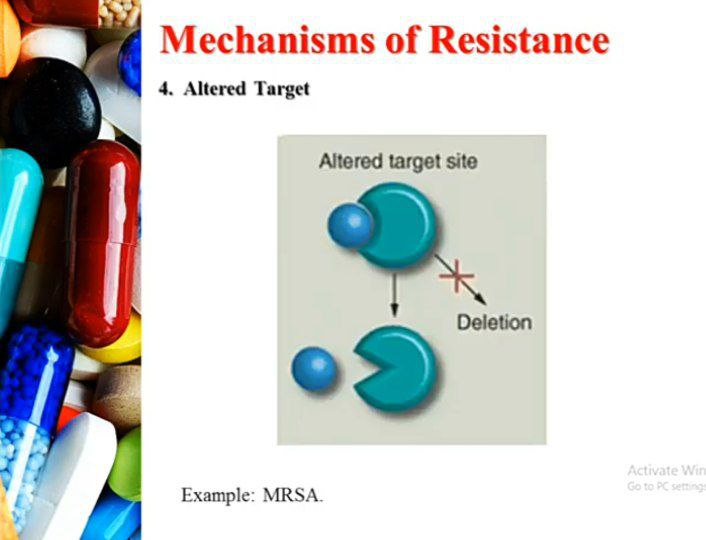 Mechanisms of Resistance
4. Altered Target
Altered target site
Deletion
Activate Win
Go to PC settings
Example: MRSA.